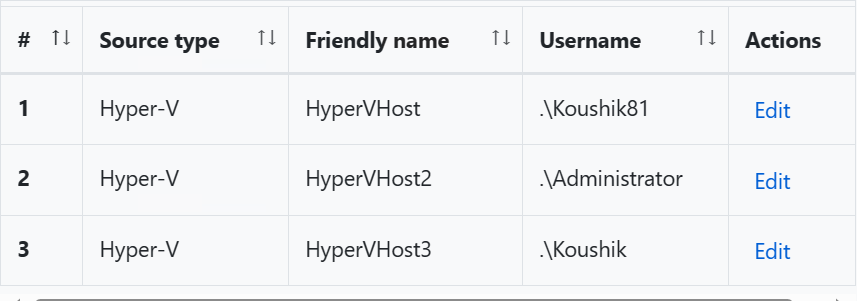 # ↑↓ Source type ↑↓ Friendly name ↑↓ Username ↑↓ Actions
1 Hyper-V HyperVHost .\Koushik81 Edit
2 Hyper-V HyperVHost2 .\Administrator Edit
3 Hyper-V HyperVHost3 .\Koushik Edit